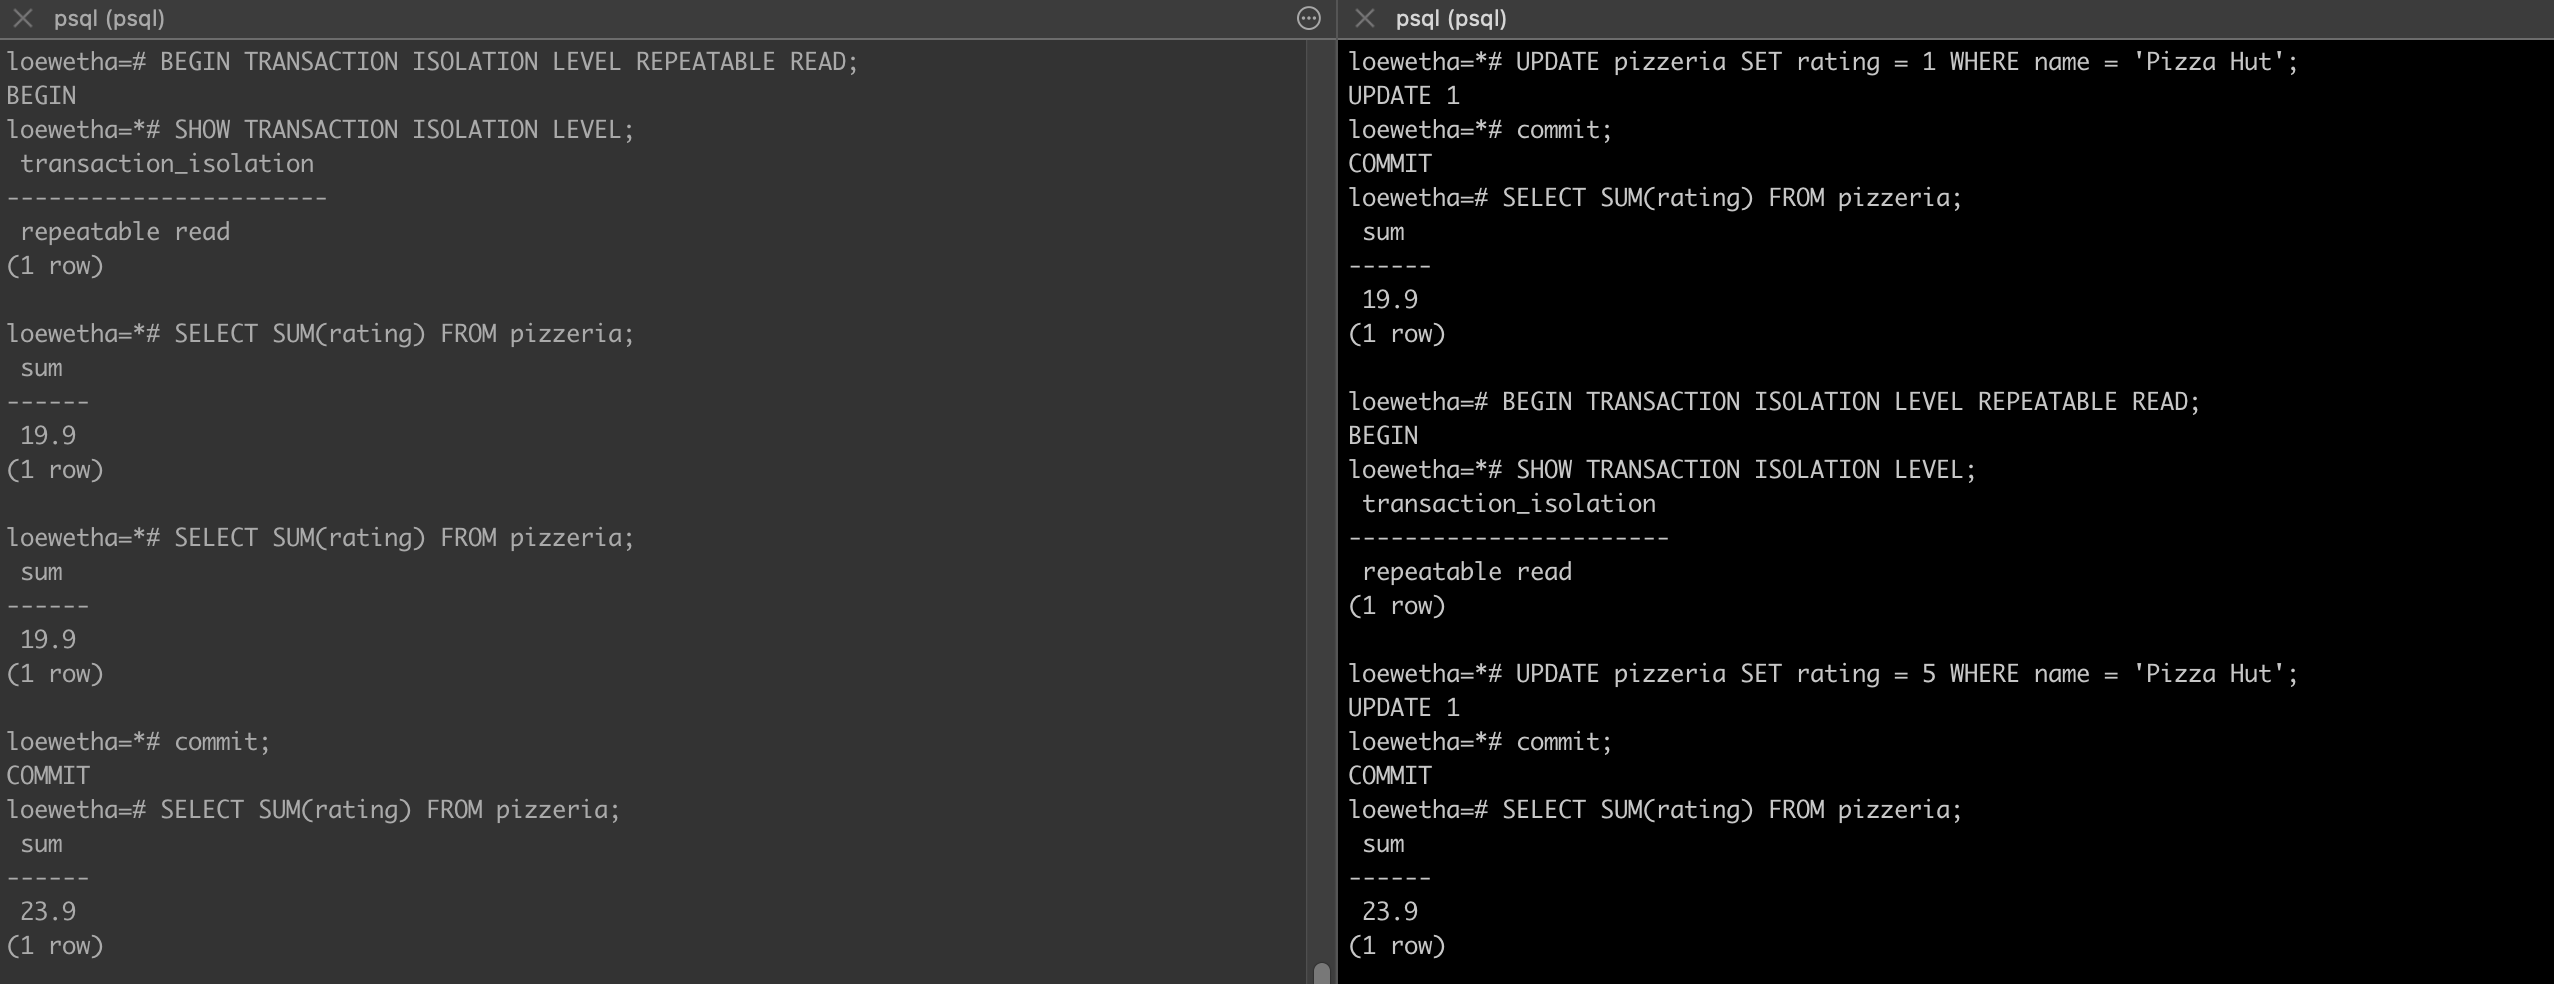 psql (psql)
loewetha=# BEGIN TRANSACTION ISOLATION LEVEL REPEATABLE READ;
BEGIN
loewetha=*# SHOW TRANSACTION ISOLATION LEVEL;
 transaction_isolation
-----------------------
 repeatable read
(1 row)

loewetha=*# SELECT SUM(rating) FROM pizzeria;
 sum
------
 19.9
(1 row)

loewetha=*# SELECT SUM(rating) FROM pizzeria;
 sum
------
 19.9
(1 row)

loewetha=*# commit;
COMMIT
loewetha=# SELECT SUM(rating) FROM pizzeria;
 sum
------
 23.9
(1 row)

psql (psql)
loewetha=*# UPDATE pizzeria SET rating = 1 WHERE name = 'Pizza Hut';
UPDATE 1
loewetha=*# commit;
COMMIT
loewetha=# SELECT SUM(rating) FROM pizzeria;
 sum
------
 19.9
(1 row)

loewetha=# BEGIN TRANSACTION ISOLATION LEVEL REPEATABLE READ;
BEGIN
loewetha=*# SHOW TRANSACTION ISOLATION LEVEL;
 transaction_isolation
-----------------------
 repeatable read
(1 row)

loewetha=*# UPDATE pizzeria SET rating = 5 WHERE name = 'Pizza Hut';
UPDATE 1
loewetha=*# commit;
COMMIT
loewetha=# SELECT SUM(rating) FROM pizzeria;
 sum
------
 23.9
(1 row)